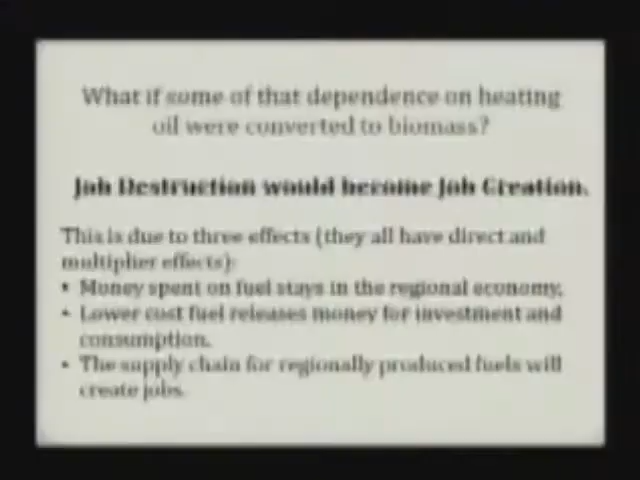 What if some of that dependence on heating
oil were converted to biomass?
Job Destruction would become Job Creation.
This is due to three effects (they all have direct and
multiplier effects):
• Money spent on fuel stays in the regional economy.
• Lower cost fuel releases money for investment and
consumption.
• The supply chain for regionally produced fuels will
create jobs.